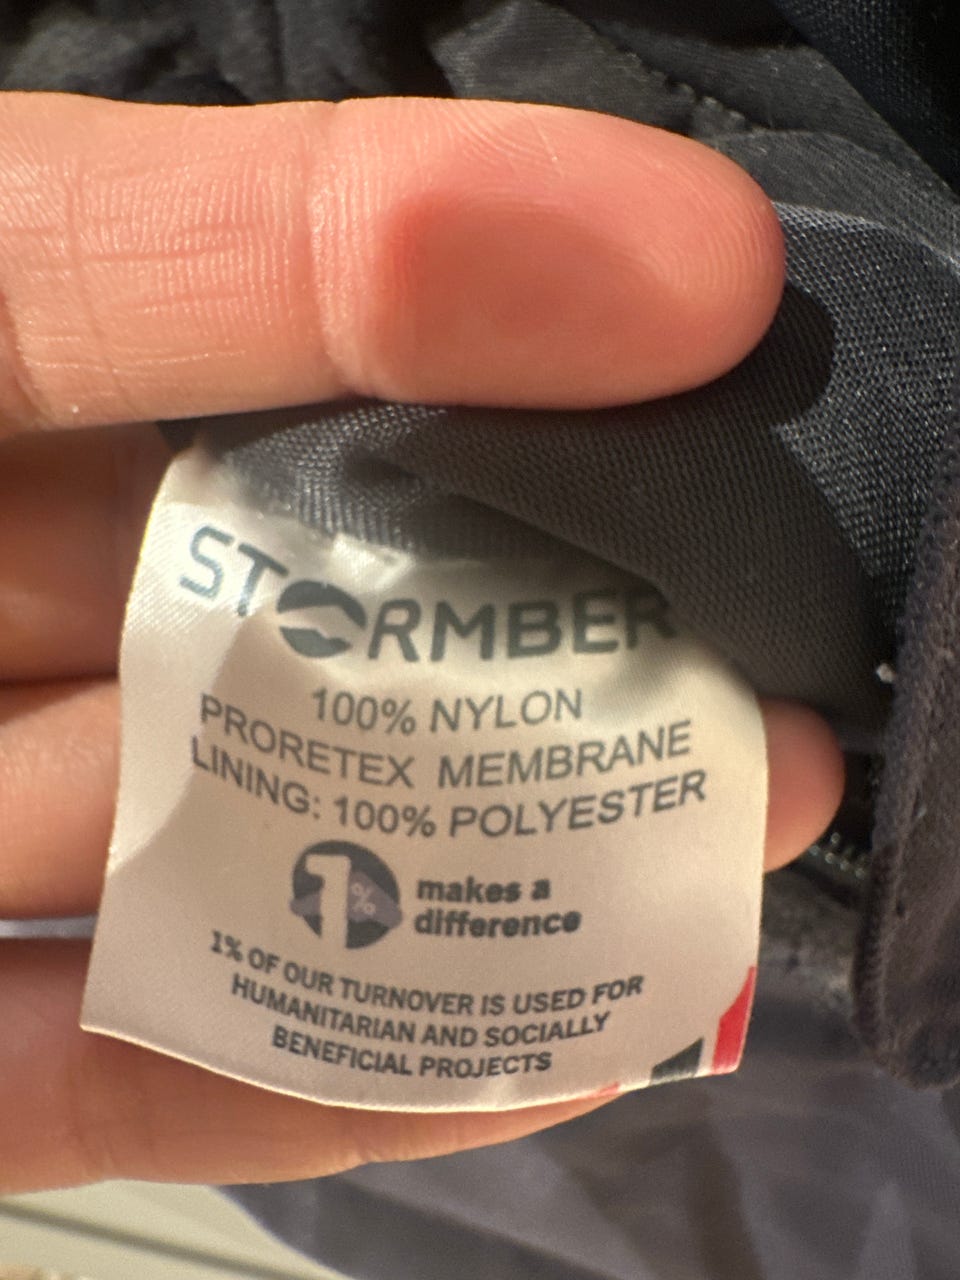 STORMBER
100% NYLON
PRORETEX MEMBRANE
LINING: 100% POLYESTER
1%
makes a
difference
1% OF OUR TURNOVER IS USED FOR
HUMANITARIAN AND SOCIALLY
BENEFICIAL PROJECTS